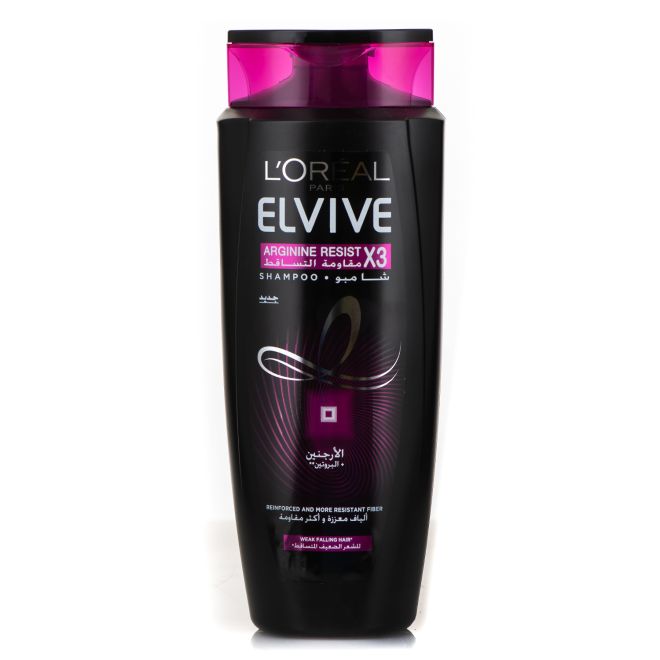 L'ORÉAL
PARIS
ELVIVE
ARGININE RESIST X3
مقاومة التساقط
SHAMPOO • شامبو
جديد
الأرجنين
+ البروتين**
REINFORCED AND MORE RESISTANT FIBER
ألياف معززة و أكثر مقاومة
WEAK FALLING HAIR*
للشعر الضعيف المتساقط*